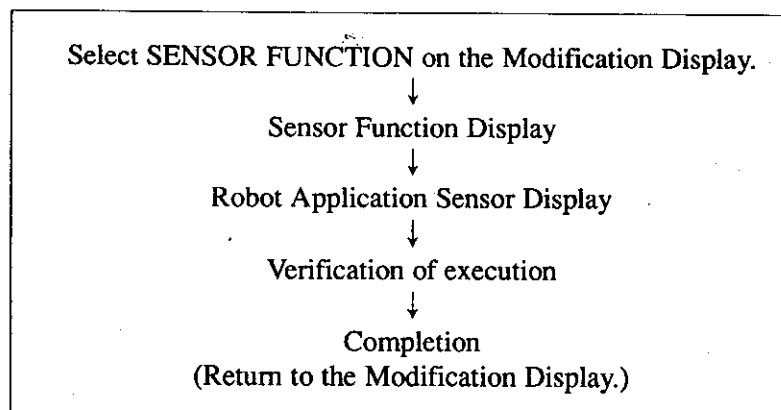 Select SENSOR FUNCTION on the Modification Display.
↓
Sensor Function Display
↓
Robot Application Sensor Display
↓
Verification of execution
↓
Completion
(Return to the Modification Display.)